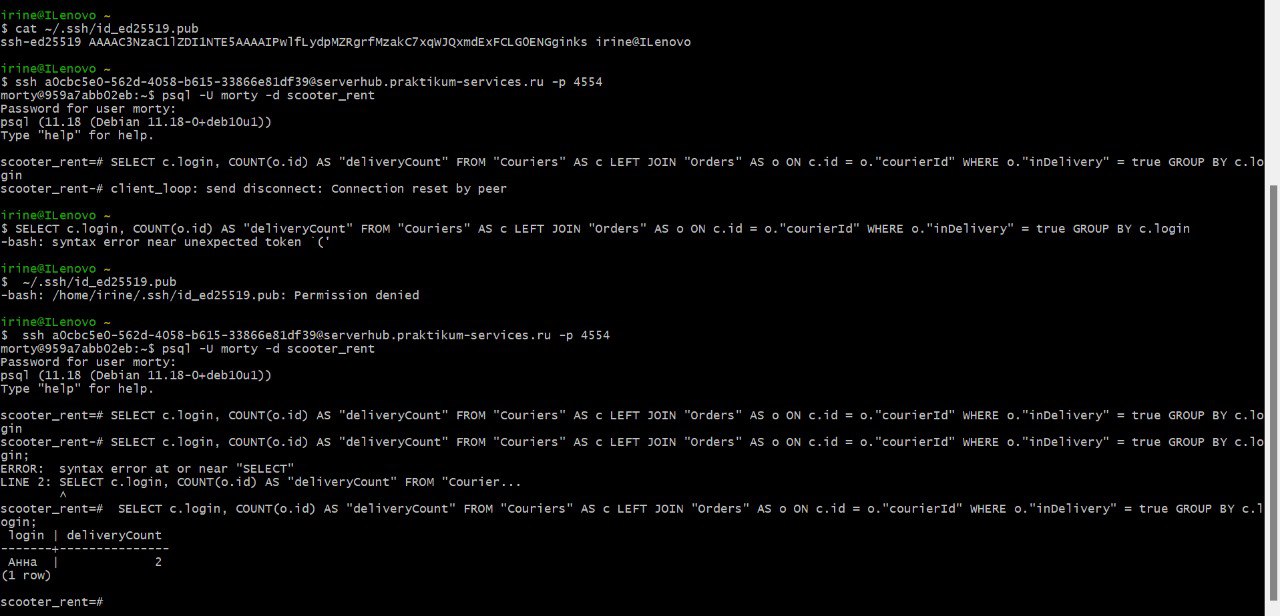 irine@ILenovo ~
$ cat ~/.ssh/id_ed25519.pub
ssh-ed25519 AAAAC3NzaC1lZDI1NTE5AAAAIPwlfLydpMZRgrfMzakC7xqWJQxmdExFCLGOENGginks irine@ILenovo
irine@ILenovo ~
$ ssh a0cbc5e0-562d-4058-b615-33866e81df39@serverhub.praktikum-services.ru -p 4554
morty@959a7abb02eb:~$ psql -U morty -d scooter_rent
Password for user morty:
psql (11.18 (Debian 11.18-0+deb10u1))
Type "help" for help.
scooter_rent=# SELECT c.login, COUNT(o.id) AS "deliveryCount" FROM "Couriers" AS c LEFT JOIN "Orders" AS o ON c.id = o."courierId" WHERE o."inDelivery" = true GROUP BY c.lo
gin
scooter_rent-# client_loop: send disconnect: Connection reset by peer
irine@ILenovo ~
$ SELECT c.login, COUNT(o.id) AS "deliveryCount" FROM "Couriers" AS c LEFT JOIN "Orders" AS o ON c.id = o."courierId" WHERE o."inDelivery" = true GROUP BY c.login
-bash: syntax error near unexpected token `('
irine@ILenovo ~
$  ~/.ssh/id_ed25519.pub
-bash: /home/irine/.ssh/id_ed25519.pub: Permission denied
irine@ILenovo ~
$  ssh a0cbc5e0-562d-4058-b615-33866e81df39@serverhub.praktikum-services.ru -p 4554
morty@959a7abb02eb:~$ psql -U morty -d scooter_rent
Password for user morty:
psql (11.18 (Debian 11.18-0+deb10u1))
Type "help" for help.
scooter_rent=# SELECT c.login, COUNT(o.id) AS "deliveryCount" FROM "Couriers" AS c LEFT JOIN "Orders" AS o ON c.id = o."courierId" WHERE o."inDelivery" = true GROUP BY c.lo
gin
scooter_rent-# SELECT c.login, COUNT(o.id) AS "deliveryCount" FROM "Couriers" AS c LEFT JOIN "Orders" AS o ON c.id = o."courierId" WHERE o."inDelivery" = true GROUP BY c.lo
gin;
ERROR:  syntax error at or near "SELECT"
LINE 2: SELECT c.login, COUNT(o.id) AS "deliveryCount" FROM "Courier...
        ^
scooter_rent=#  SELECT c.login, COUNT(o.id) AS "deliveryCount" FROM "Couriers" AS c LEFT JOIN "Orders" AS o ON c.id = o."courierId" WHERE o."inDelivery" = true GROUP BY c.l
ogin;
 login | deliveryCount
-------+---------------
 Анна  |             2
(1 row)
scooter_rent=#